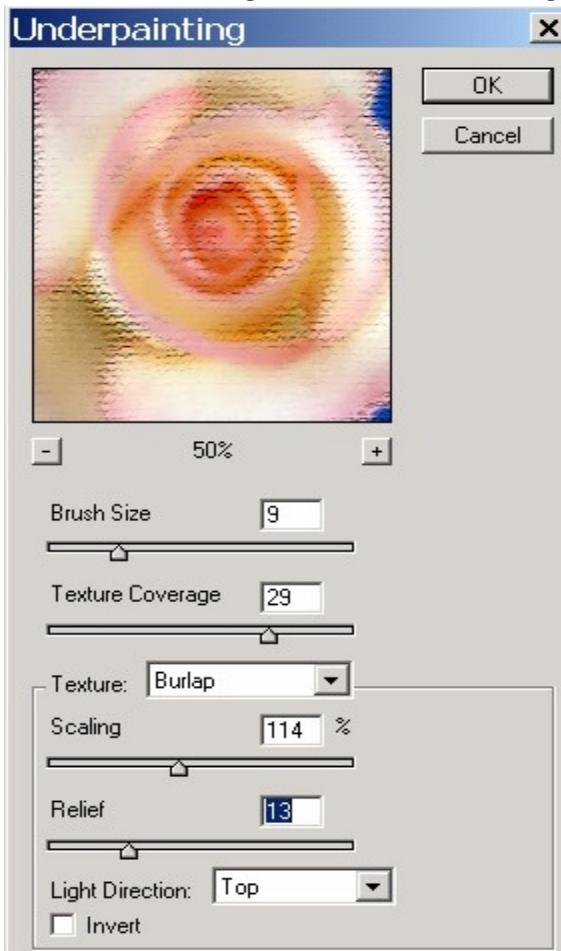 Underpainting
OK
Cancel
- 50% +
Brush Size 9
Texture Coverage 29
Texture: Burlap
Scaling 114 %
Relief 13
Light Direction: Top
Invert